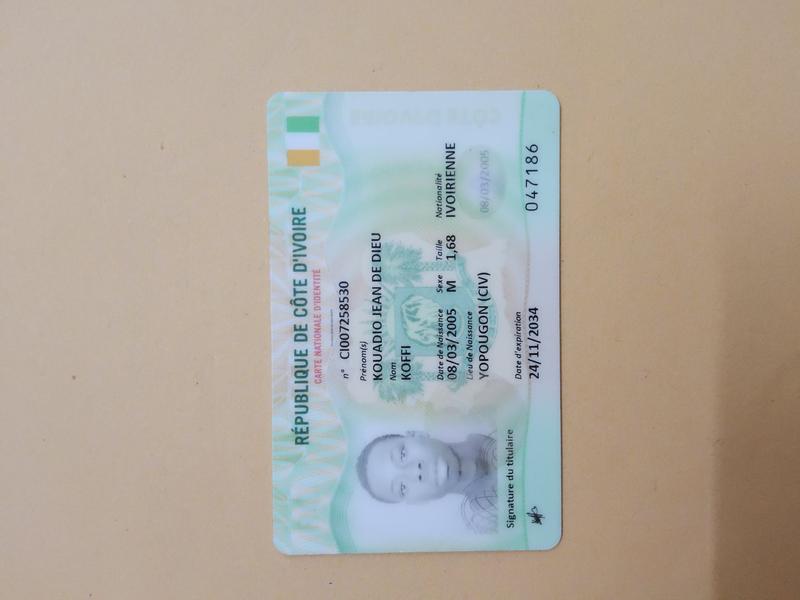 RÉPUBLIQUE DE CÔTE D'IVOIRE
CARTE NATIONALE D'IDENTITÉ
CÔTE D'IVOIRE
n° CI007258530
Prénom(s)
KOUADIO JEAN DE DIEU
Nom
KOFFI
Date de Naissance Sexe Taille Nationalité
08/03/2005 M 1,68 IVOIRIENNE
Lieu de Naissance
YOPOUGON (CIV)
08/03/2005
Signature du titulaire
Date d'expiration
24/11/2034
047186